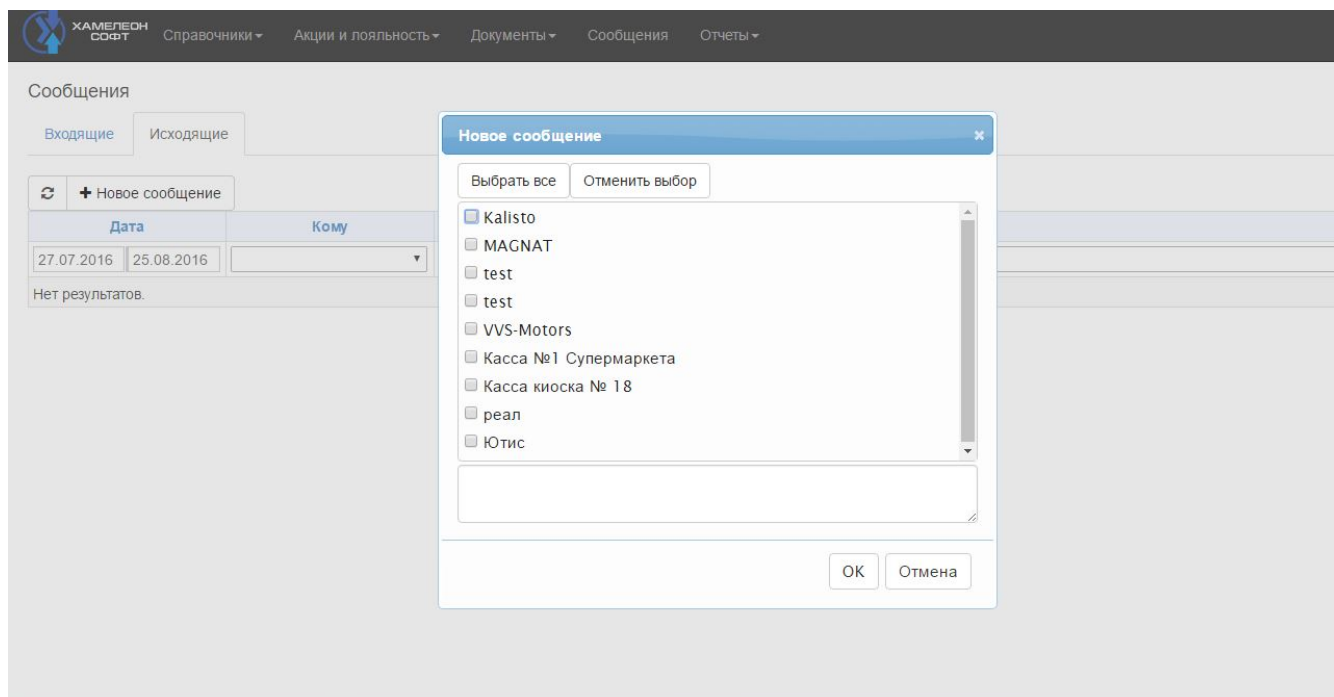 ХАМЕЛЕОН
СОФТ
Справочники Акции и лояльность Документы Сообщения Отчеты
Сообщения
Входящие Исходящие
Новое сообщение
Дата Кому
27.07.2016 25.08.2016
Нет результатов.
Новое сообщение ×
Выбрать все Отменить выбор
Kalisto
MAGNAT
test
test
VVS-Motors
Касса №1 Супермаркета
Касса киоска № 18
реал
Ютис
OK Отмена